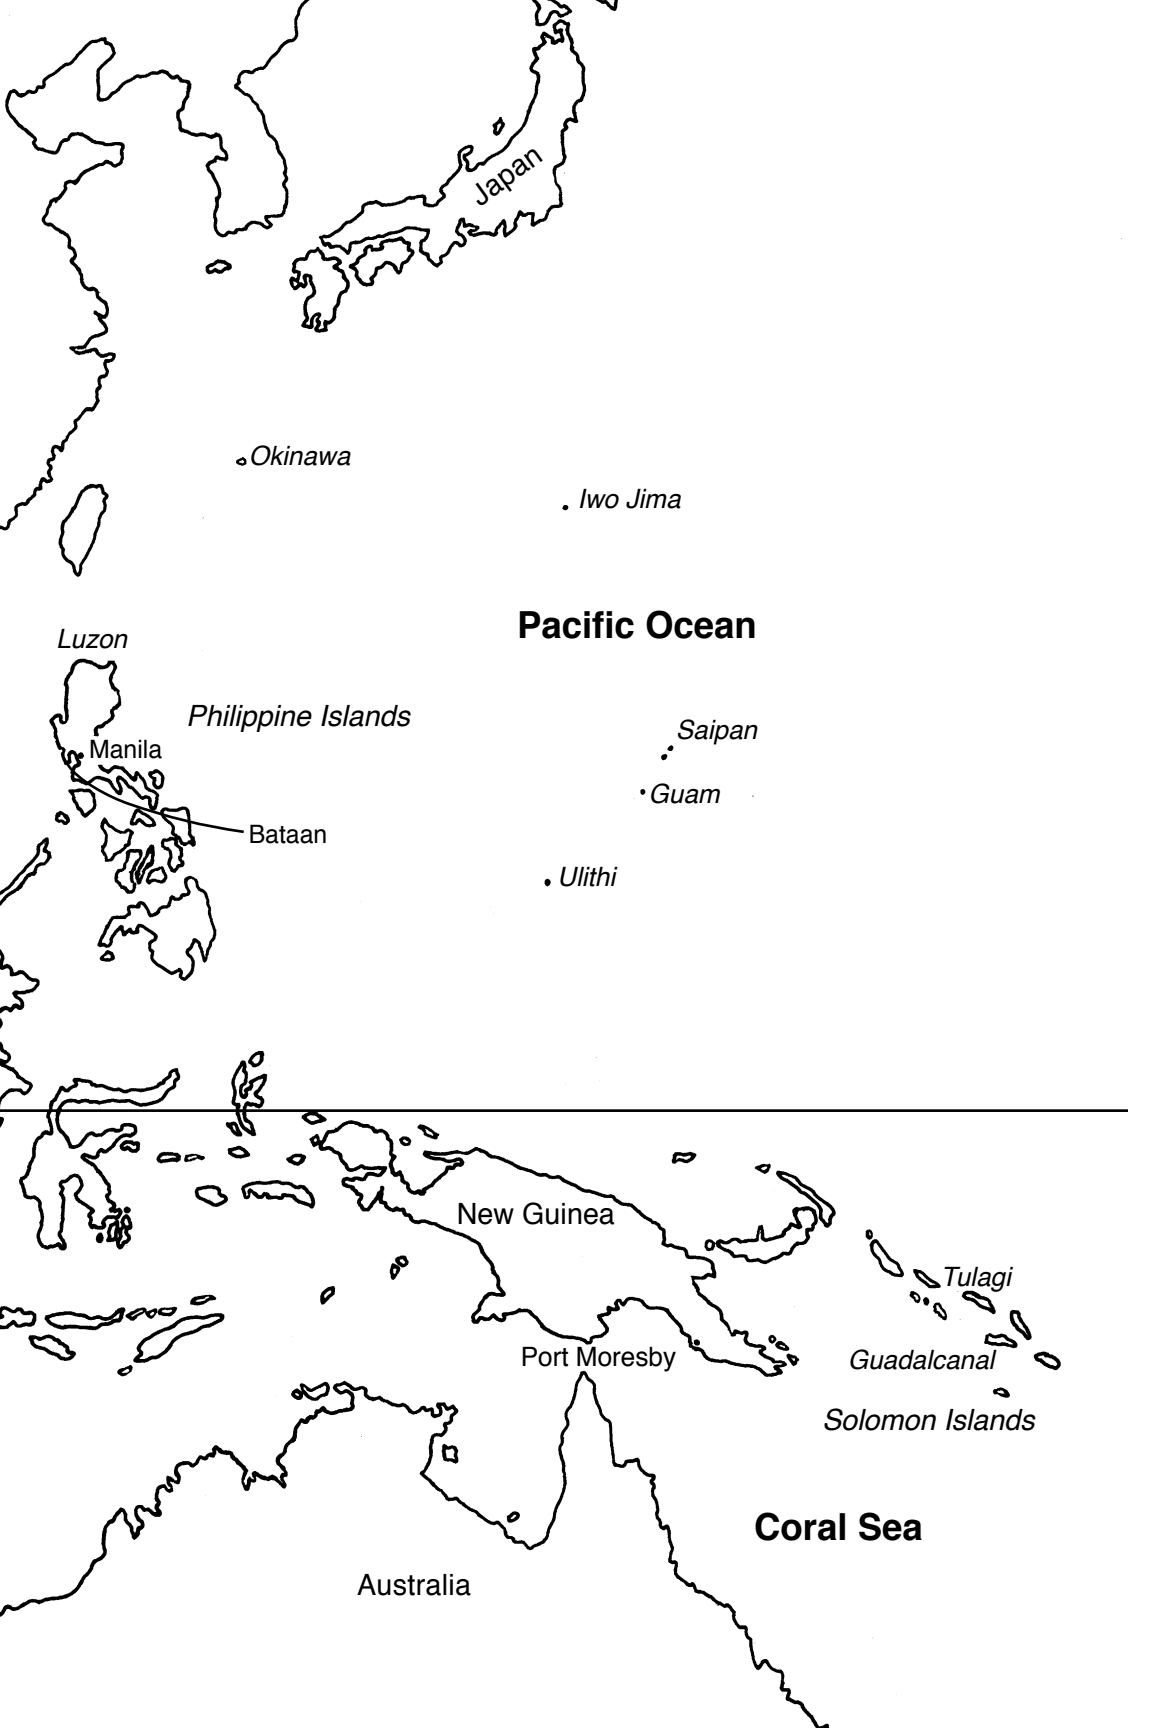 Japan
Okinawa
Iwo Jima
Pacific Ocean
Luzon
Philippine Islands
Saipan
Manila
Guam
Bataan
Ulithi
New Guinea
Tulagi
Port Moresby
Guadalcanal
Solomon Islands
Coral Sea
Australia